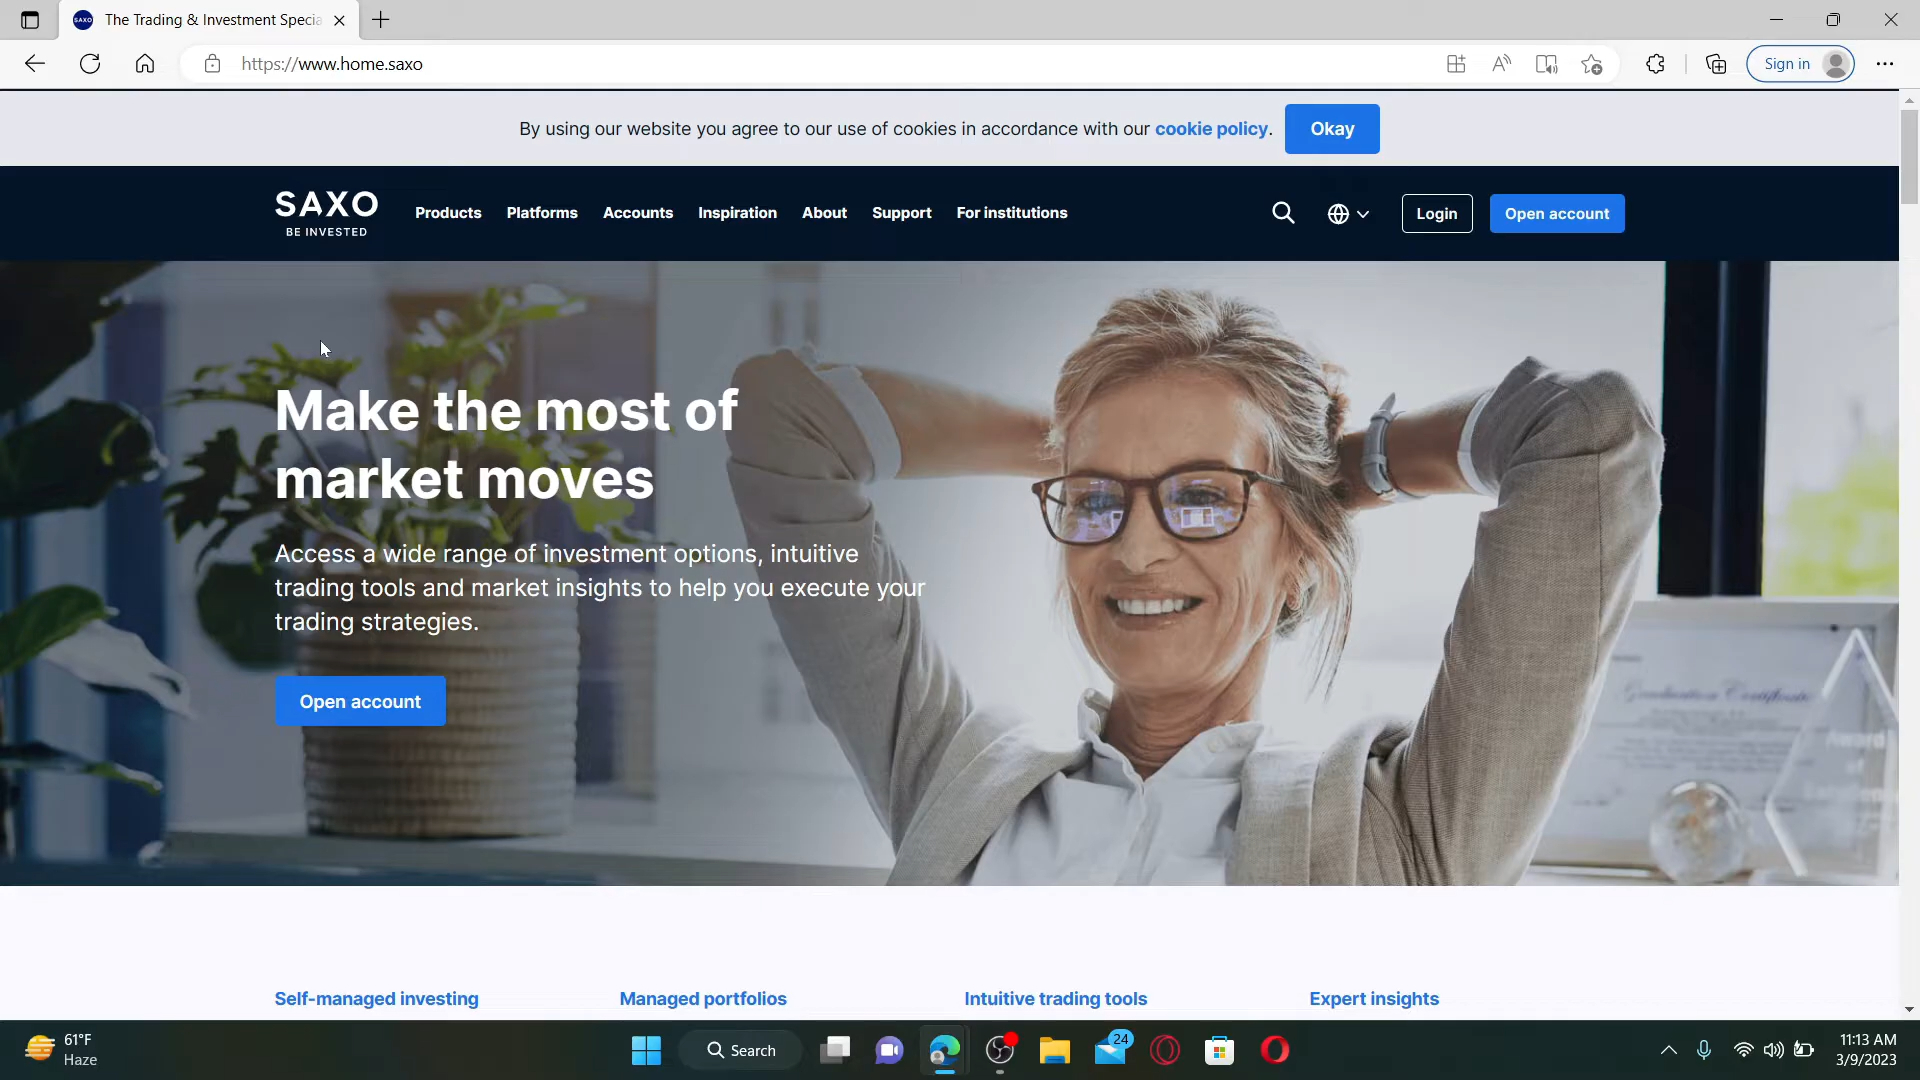 SAXO
The Trading & Investment Specia
https://www.home.saxo
Sign in
By using our website you agree to our use of cookies in accordance with our cookie policy.
Okay
SAXO
BE INVESTED
Products
Platforms
Accounts
Inspiration
About
Support
For institutions
Login
Open account
Make the most of
market moves
Access a wide range of investment options, intuitive
trading tools and market insights to help you execute your
trading strategies.
Open account
Self-managed investing
Managed portfolios
Intuitive trading tools
Expert insights
61°F
Haze
Search
24
11:13 AM
3/9/2023